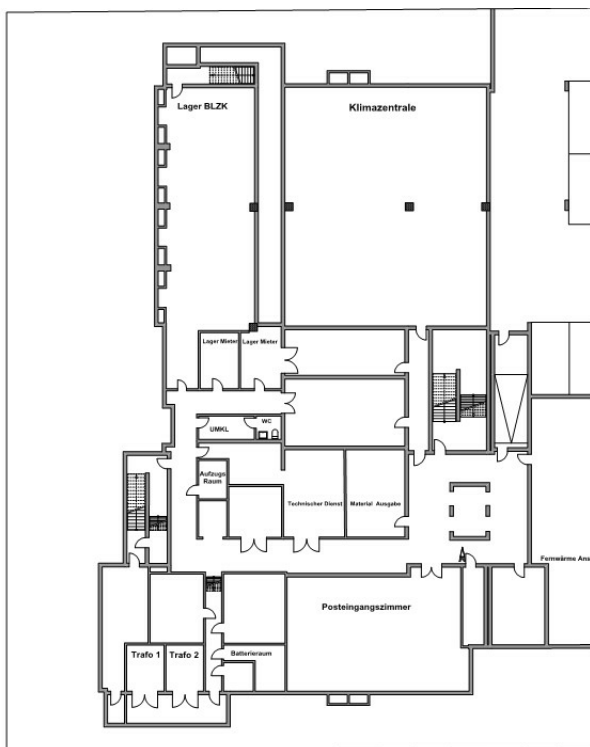 Lager BLZK
Klimazentrale
Lager Mieter
Lager Mieter
UMKL
WC
Aufzugs
Raum
Technischer Dienst
Material Ausgabe
Fernwärme Ans
Posteingangszimmer
Trafo 1
Trafo 2
Batterieraum